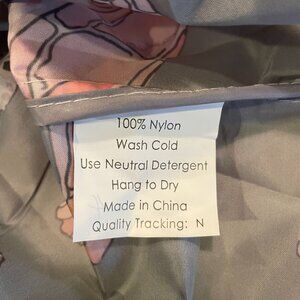 100% Nylon
Wash Cold
Use Neutral Detergent
Hang to Dry
Made in China
Quality Tracking: N